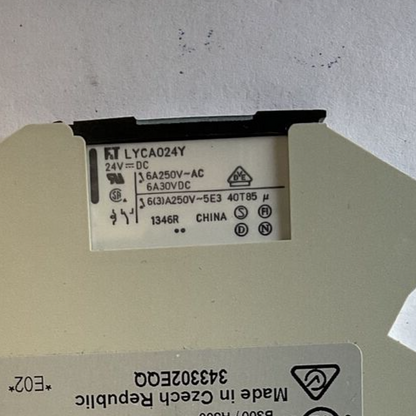 LYCA024Y
24V⎓DC
6A250V~AC
6A30VDC
6(3)A250V~5E3 40T85 µ
1346R CHINA
S FI
D N
*E02*
343302EQQ
Made in Czech Republic